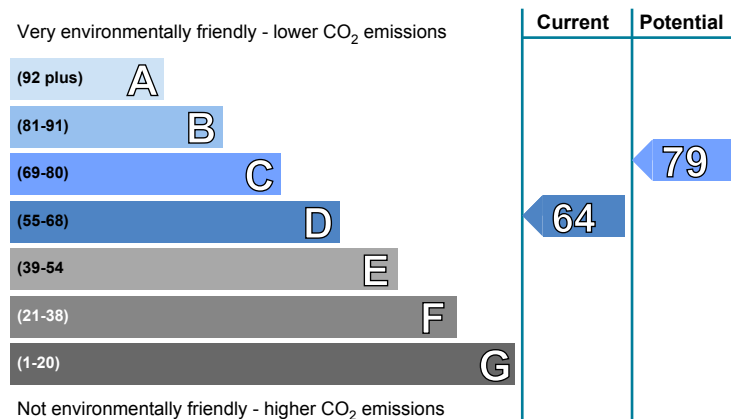 Very environmentally friendly - lower CO₂ emissions
Current
Potential
(92 plus) A
(81-91) B
(69-80) C
79
(55-68) D
64
(39-54 E
(21-38) F
(1-20) G
Not environmentally friendly - higher CO₂ emissions